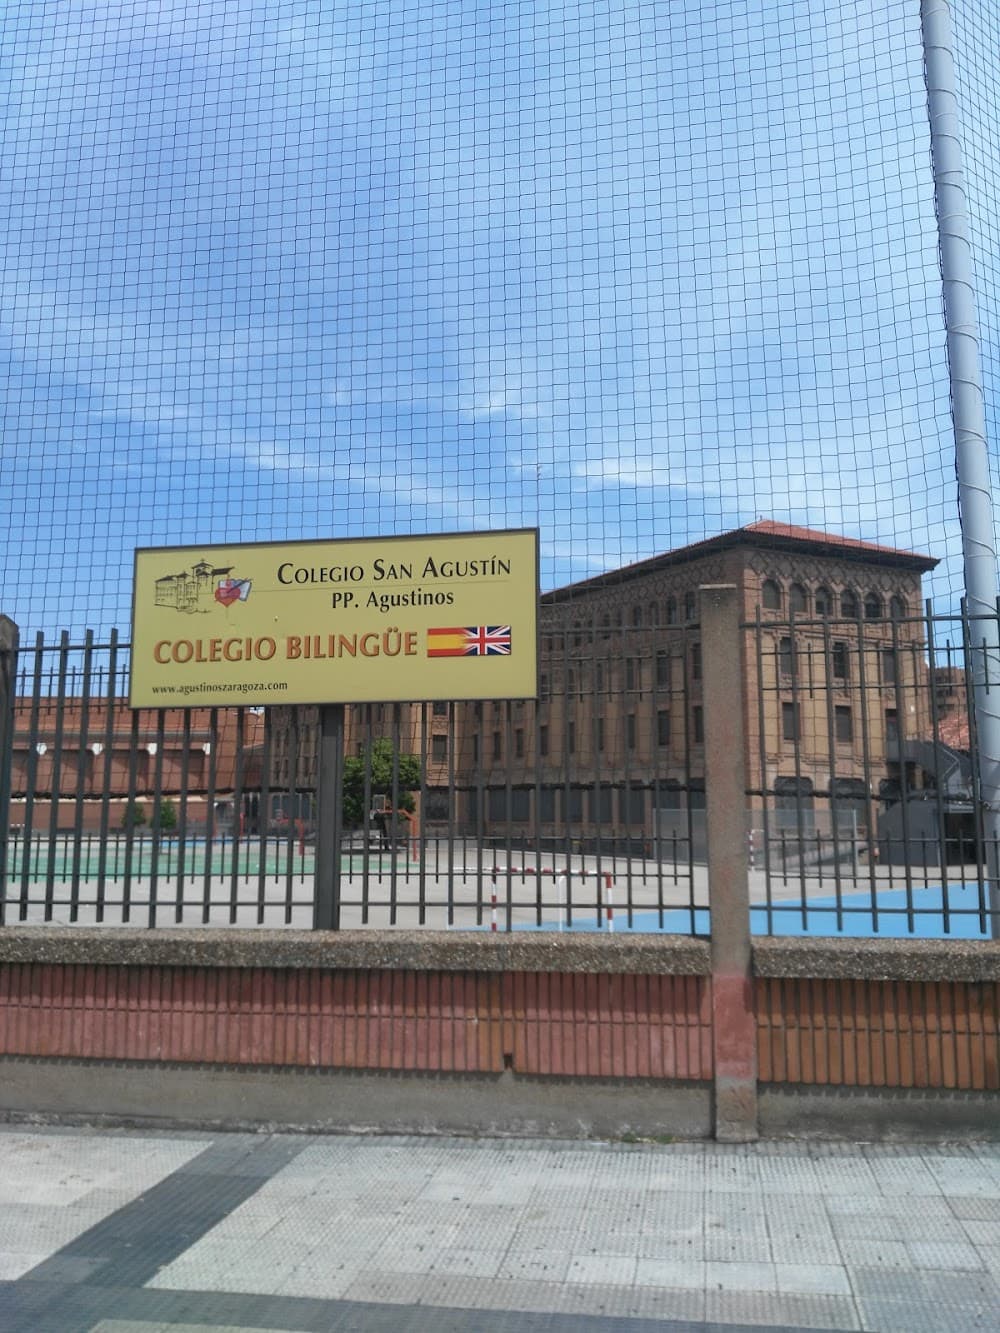 COLEGIO SAN AGUSTÍN
PP. Agustinos
COLEGIO BILINGÜE
www.agustinoszaragoza.com